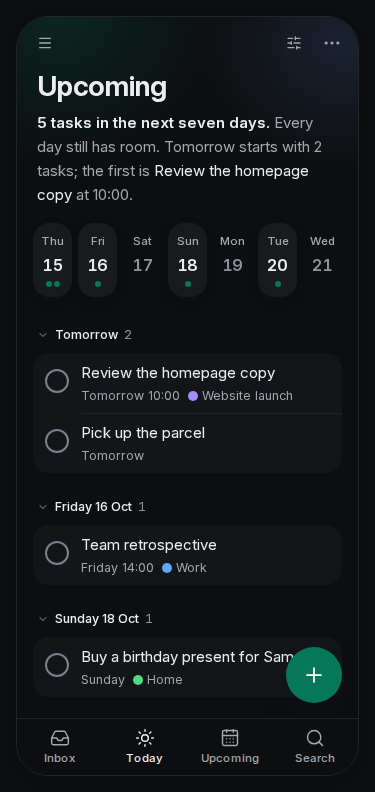 Upcoming
5 tasks in the next seven days. Every
day still has room. Tomorrow starts with 2
tasks; the first is Review the homepage
copy at 10:00.
Thu Fri Sat Sun Mon Tue Wed
15 16 17 18 19 20 21
Tomorrow 2
Review the homepage copy
Tomorrow 10:00 Website launch
Pick up the parcel
Tomorrow
Friday 16 Oct 1
Team retrospective
Friday 14:00 Work
Sunday 18 Oct 1
Buy a birthday present for Sam
Sunday Home
Inbox Today Upcoming Search